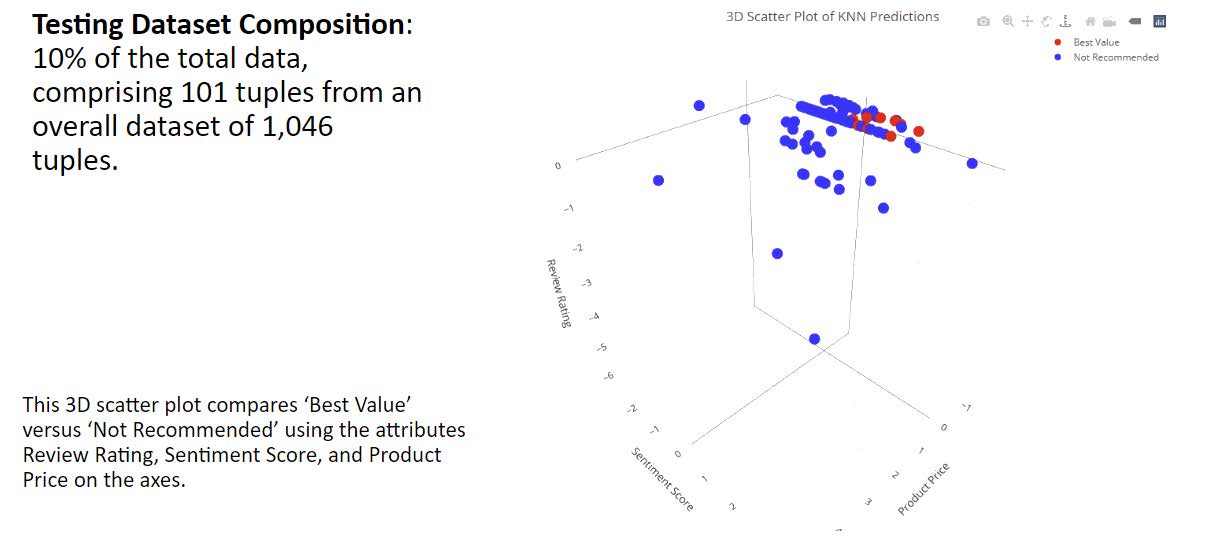 Testing Dataset Composition:
10% of the total data,
comprising 101 tuples from an
overall dataset of 1,046
tuples.
This 3D scatter plot compares ‘Best Value’
versus ‘Not Recommended’ using the attributes
Review Rating, Sentiment Score, and Product
Price on the axes.
3D Scatter Plot of KNN Predictions
Best Value
Not Recommended
0
−1
−2
−3
−4
−5
−6
Review Rating
−2
−1
0
1
2
Sentiment Score
−1
0
1
2
3
Product Price